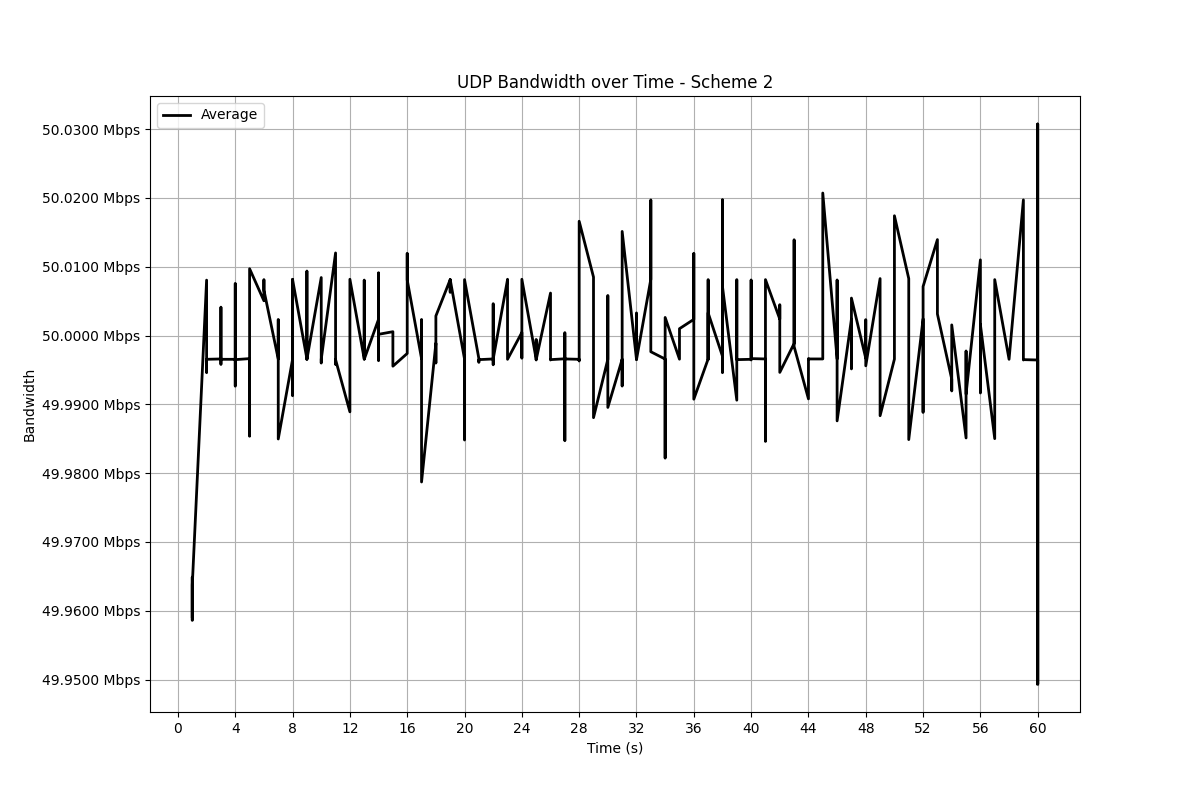 UDP Bandwidth over Time - Scheme 2
Average
50.0300 Mbps
50.0200 Mbps
50.0100 Mbps
50.0000 Mbps
49.9900 Mbps
49.9800 Mbps
49.9700 Mbps
49.9600 Mbps
49.9500 Mbps
Bandwidth
0 4 8 12 16 20 24 28 32 36 40 44 48 52 56 60
Time (s)